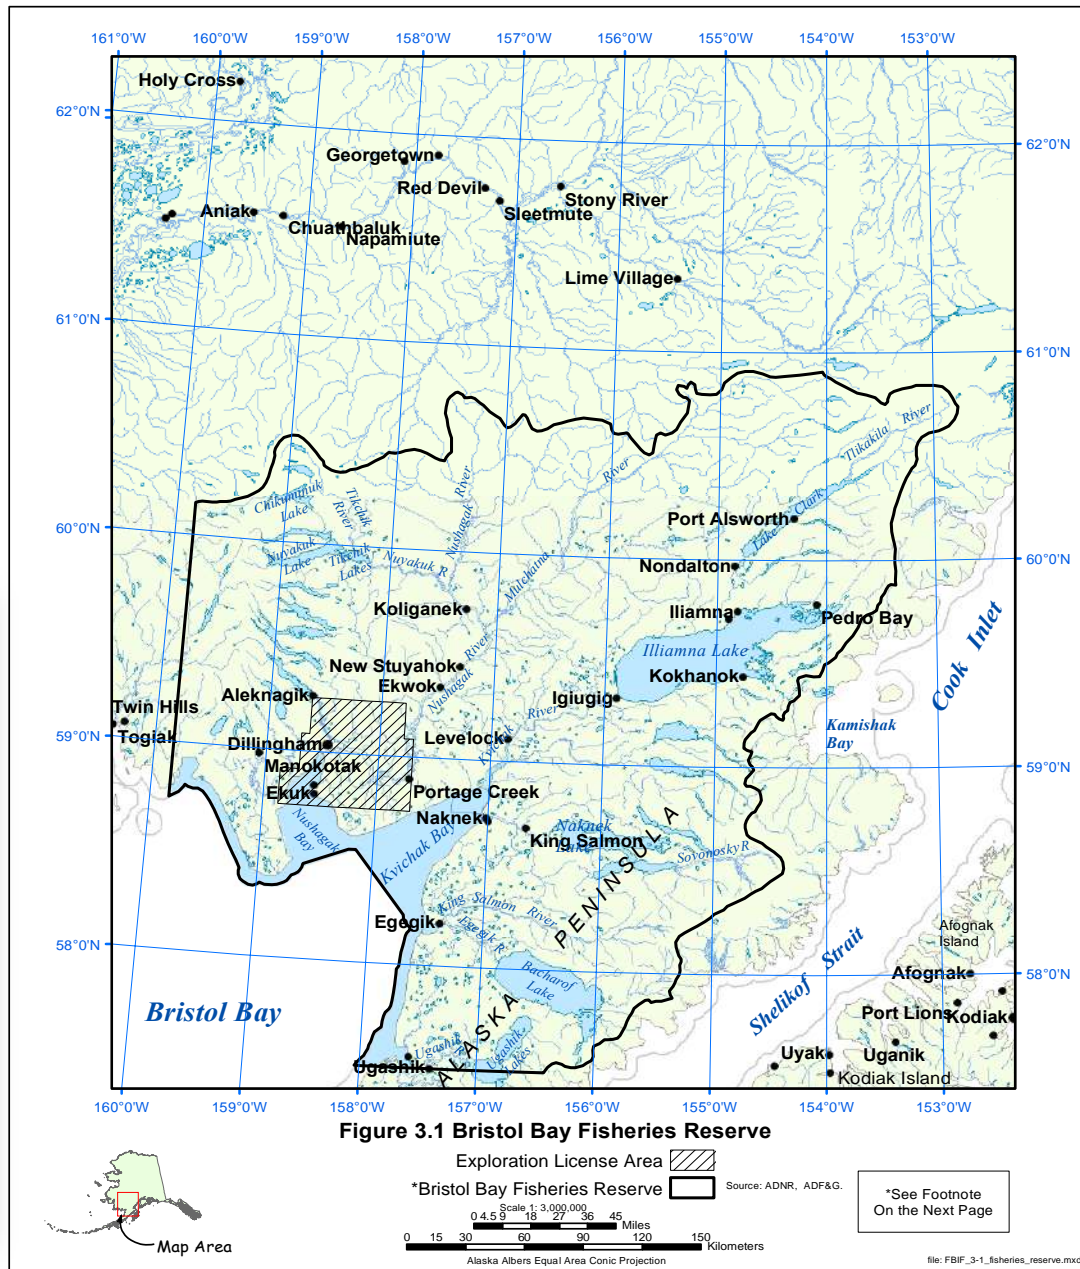 161°0'W 160°0'W 159°0'W 158°0'W 157°0'W 156°0'W 155°0'W 154°0'W 153°0'W
Holy Cross
62°0'N
62°0'N
Georgetown
Red Devil
Stony River
Sleetmute
Aniak
Chuathbaluk
Napamiute
Lime Village
61°0'N
61°0'N
Tlikakila River
River
Nushagak River
Chikuminuk
Lake
Tikchik
River
Port Alsworth
Lake Clark
60°0'N
60°0'N
Nuyakuk
Lake
Tikchik
Lakes
Nuyakuk R
Mulchatna
Nondalton
Koliganek
Iliamna
Pedro Bay
Illiamna Lake
Cook Inlet
New Stuyahok
Ekwok
Nushagak River
Kokhanok
Aleknagik
Igiugig
Twin Hills
Togiak
59°0'N
Dillingham
Levelock
Kvichak River
Kamishak
Bay
59°0'N
Manokotak
Ekuk
Portage Creek
Naknek
King Salmon
Naknek
Lake
Nushagak
Bay
Kvichak Bay
Sovonosky R
ALASKA PENINSULA
King Salmon River
Egegik
Egegik R
58°0'N
58°0'N
Bacharof
Lake
Shelikof Strait
Afognak
Island
Afognak
Bristol Bay
Port Lions
Kodiak
Ugashik R
Ugashik
Lakes
Ugashik
Uyak
Uganik
Kodiak Island
160°0'W 159°0'W 158°0'W 157°0'W 156°0'W 155°0'W 154°0'W 153°0'W
Figure 3.1 Bristol Bay Fisheries Reserve
Exploration License Area
*Bristol Bay Fisheries Reserve
Source: ADNR, ADF&G.
Scale 1: 3,000,000
0 4.5 9 18 27 36 45
Miles
0 15 30 60 90 120 150
Kilometers
Alaska Albers Equal Area Conic Projection
Map Area
*See Footnote
On the Next Page
file: FBIF_3-1_fisheries_reserve.mxd